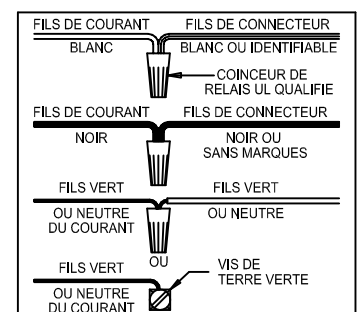 FILS DE COURANT FILS DE CONNECTEUR
BLANC BLANC OU IDENTIFIABLE
COINCEUR DE
RELAIS UL QUALIFIE
FILS DE COURANT FILS DE CONNECTEUR
NOIR NOIR OU
SANS MARQUES
FILS VERT FILS VERT
OU NEUTRE OU NEUTRE
DU COURANT
OU
FILS VERT VIS DE
TERRE VERTE
OU NEUTRE
DU COURANT